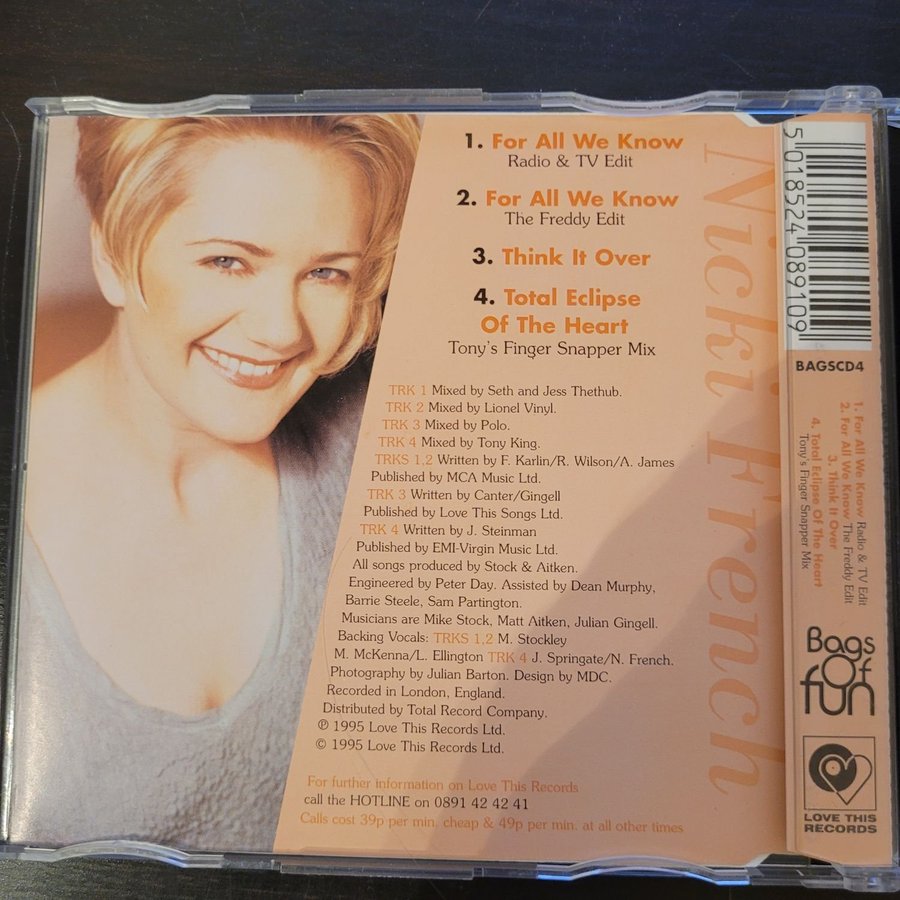 1. For All We Know
Radio & TV Edit
2. For All We Know
The Freddy Edit
3. Think It Over
4. Total Eclipse
Of The Heart
Tony's Finger Snapper Mix
TRK 1 Mixed by Seth and Jess Thethub.
TRK 2 Mixed by Lionel Vinyl.
TRK 3 Mixed by Polo.
TRK 4 Mixed by Tony King.
TRKS 1,2 Written by F. Karlin/R. Wilson/A. James
Published by MCA Music Ltd.
TRK 3 Written by Canter/Gingell
Published by Love This Songs Ltd.
TRK 4 Written by J. Steinman
Published by EMI-Virgin Music Ltd.
All songs produced by Stock & Aitken.
Engineered by Peter Day. Assisted by Dean Murphy,
Barrie Steele, Sam Partington.
Musicians are Mike Stock, Matt Aitken, Julian Gingell.
Backing Vocals: TRKS 1,2 M. Stockley
M. McKenna/L. Ellington TRK 4 J. Springate/N. French.
Photography by Julian Barton. Design by MDC.
Recorded in London, England.
Distributed by Total Record Company.
℗ 1995 Love This Records Ltd.
© 1995 Love This Records Ltd.
For further information on Love This Records
call the HOTLINE on 0891 42 42 41
Calls cost 39p per min. cheap & 49p per min. at all other times
Nicki French
5 018524 089109
BAGSCD4
1. For All We Know Radio & TV Edit
2. For All We Know The Freddy Edit
3. Think It Over
4. Total Eclipse Of The Heart
Tony's Finger Snapper Mix
Bags
Of
fun
LOVE THIS
RECORDS